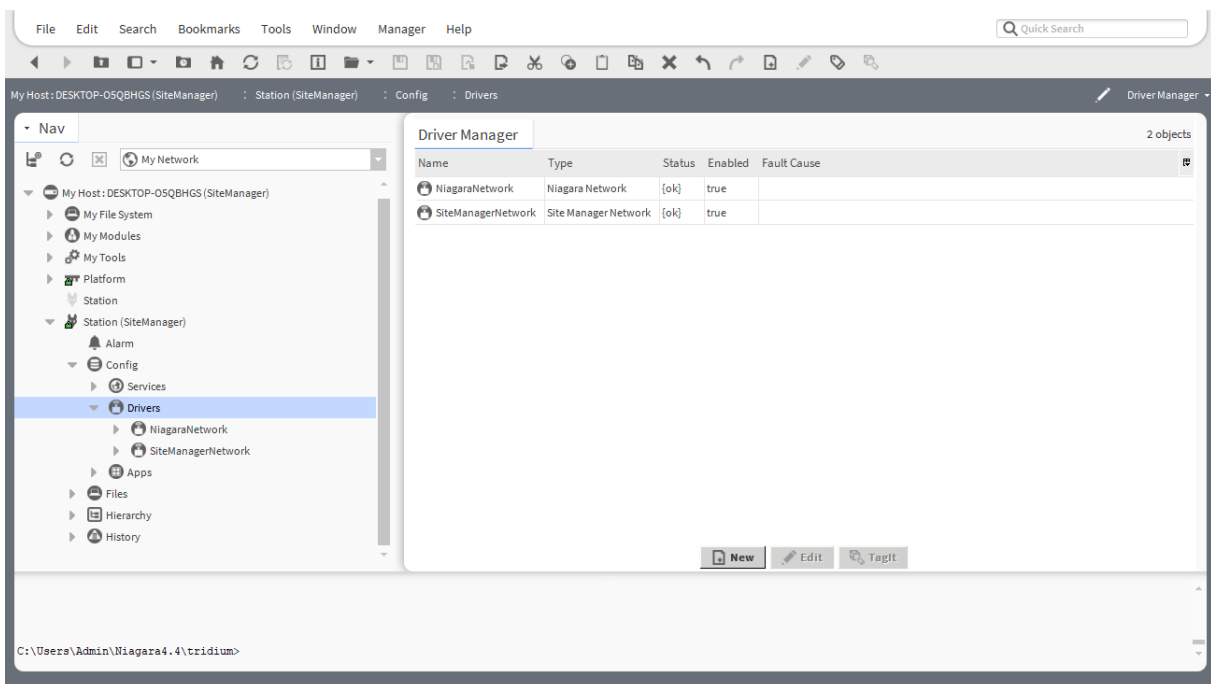 File Edit Search Bookmarks Tools Window Manager Help
Quick Search
My Host : DESKTOP-O5QBHGS (SiteManager) : Station (SiteManager) : Config : Drivers
Driver Manager
Nav
My Network
My Host : DESKTOP-O5QBHGS (SiteManager)
My File System
My Modules
My Tools
Platform
Station
Station (SiteManager)
Alarm
Config
Services
Drivers
NiagaraNetwork
SiteManagerNetwork
Apps
Files
Hierarchy
History
Driver Manager
2 objects
Name Type Status Enabled Fault Cause
NiagaraNetwork Niagara Network {ok} true
SiteManagerNetwork Site Manager Network {ok} true
New Edit TagIt
C:\Users\Admin\Niagara4.4\tridium>